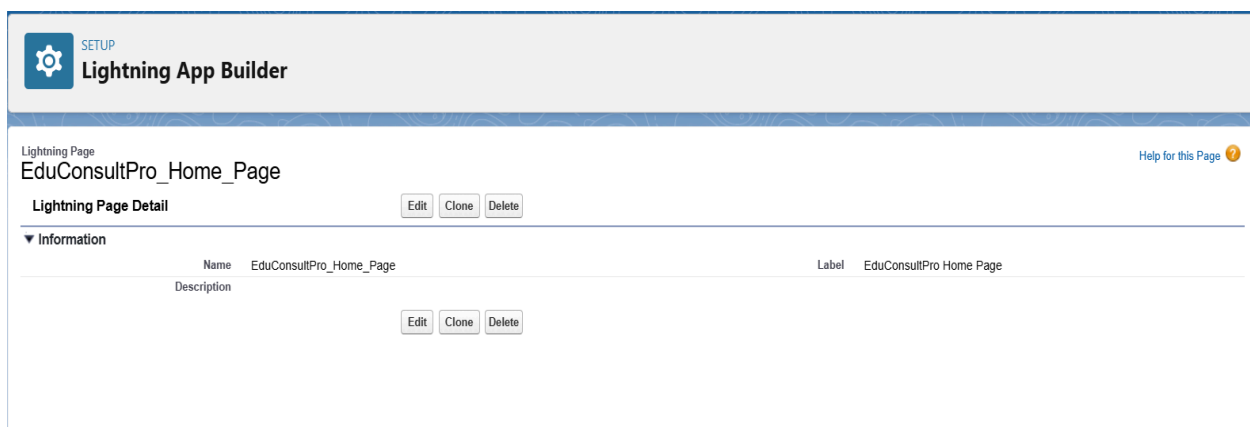 SETUP
Lightning App Builder
Lightning Page
EduConsultPro_Home_Page
Help for this Page ?
Lightning Page Detail Edit Clone Delete
Information
Name EduConsultPro_Home_Page Label EduConsultPro Home Page
Description
Edit Clone Delete